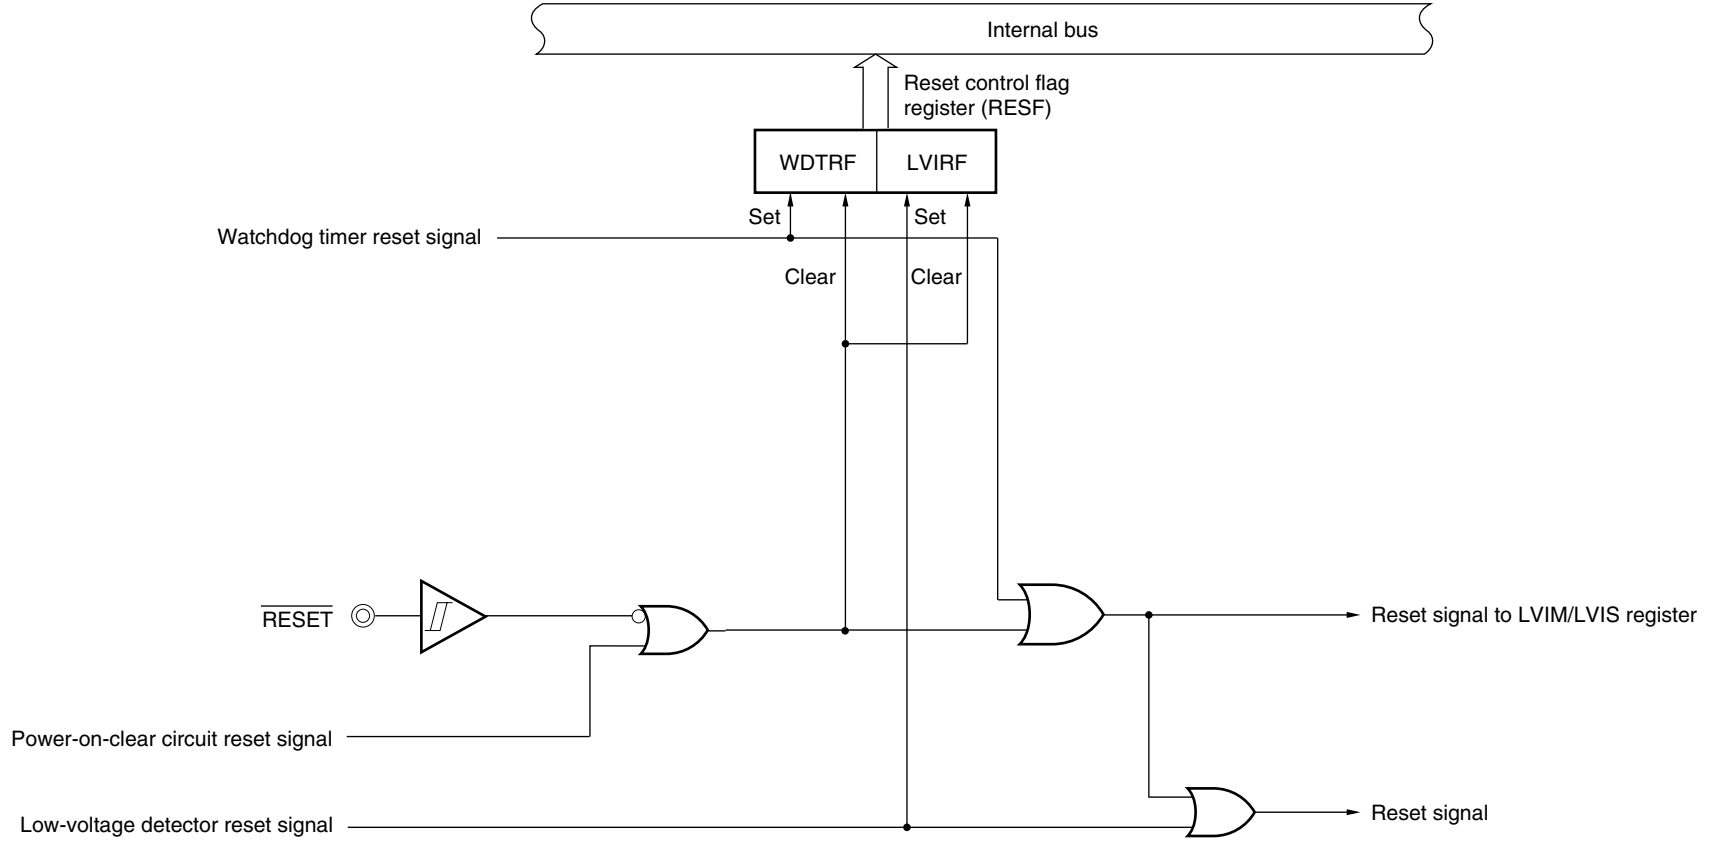 Internal bus
Reset control flag
register (RESF)
WDTRF
LVIRF
Set
Set
Watchdog timer reset signal
Clear
Clear
RESET
Reset signal to LVIM/LVIS register
Power-on-clear circuit reset signal
Low-voltage detector reset signal
Reset signal